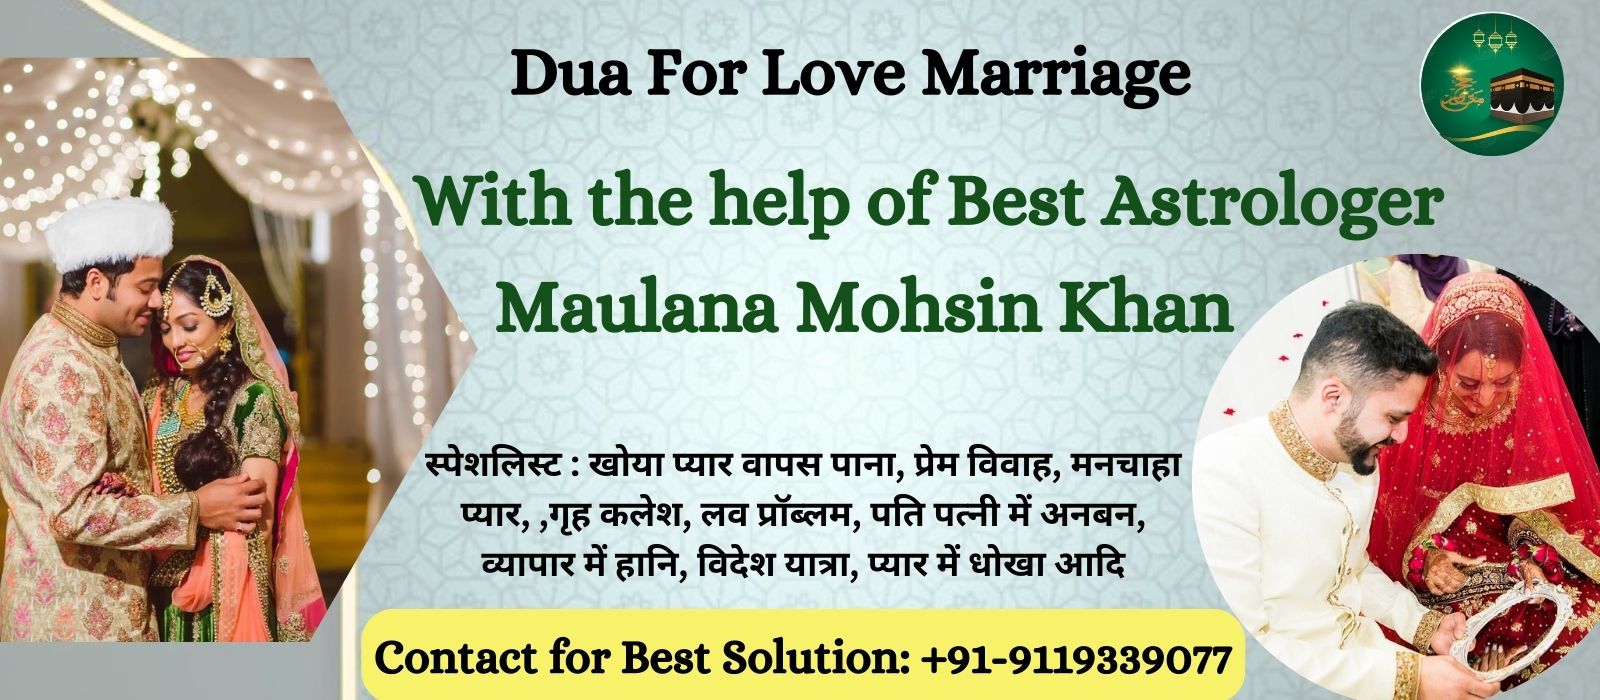 Dua For Love Marriage
With the help of Best Astrologer
Maulana Mohsin Khan
स्पेशलिस्ट : खोया प्यार वापस पाना, प्रेम विवाह, मनचाहा
प्यार, ,गृह कलेश, लव प्रॉब्लम, पति पत्नी में अनबन,
व्यापार में हानि, विदेश यात्रा, प्यार में धोखा आदि
Contact for Best Solution: +91-9119339077